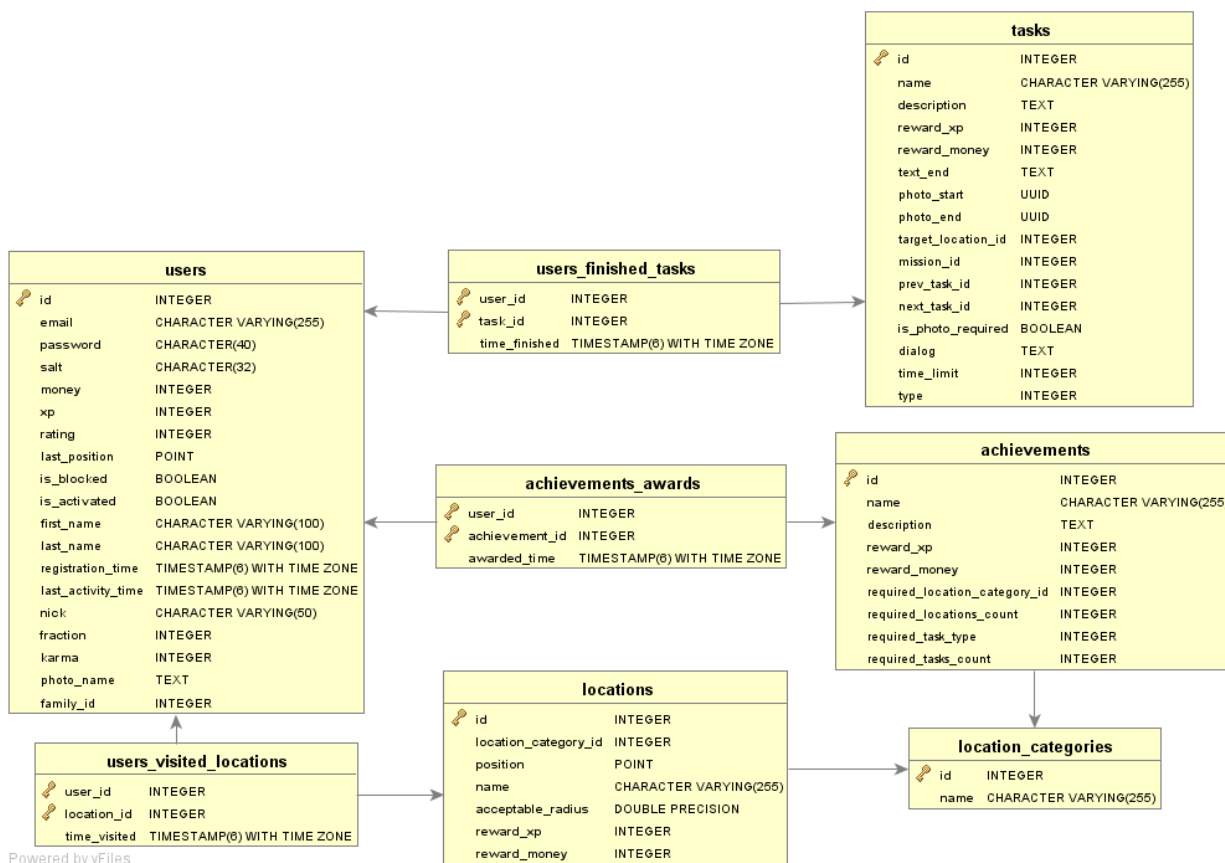 tasks
id INTEGER
name CHARACTER VARYING(255)
description TEXT
reward_xp INTEGER
reward_money INTEGER
text_end TEXT
photo_start UUID
photo_end UUID
target_location_id INTEGER
mission_id INTEGER
prev_task_id INTEGER
next_task_id INTEGER
is_photo_required BOOLEAN
dialog TEXT
time_limit INTEGER
type INTEGER
users
id INTEGER
email CHARACTER VARYING(255)
password CHARACTER(40)
salt CHARACTER(32)
money INTEGER
xp INTEGER
rating INTEGER
last_position POINT
is_blocked BOOLEAN
is_activated BOOLEAN
first_name CHARACTER VARYING(100)
last_name CHARACTER VARYING(100)
registration_time TIMESTAMP(6) WITH TIME ZONE
last_activity_time TIMESTAMP(6) WITH TIME ZONE
nick CHARACTER VARYING(50)
fraction INTEGER
karma INTEGER
photo_name TEXT
family_id INTEGER
users_finished_tasks
user_id INTEGER
task_id INTEGER
time_finished TIMESTAMP(6) WITH TIME ZONE
achievements_awards
user_id INTEGER
achievement_id INTEGER
awarded_time TIMESTAMP(6) WITH TIME ZONE
achievements
id INTEGER
name CHARACTER VARYING(255
description TEXT
reward_xp INTEGER
reward_money INTEGER
required_location_category_id INTEGER
required_locations_count INTEGER
required_task_type INTEGER
required_tasks_count INTEGER
locations
id INTEGER
location_category_id INTEGER
position POINT
name CHARACTER VARYING(255)
acceptable_radius DOUBLE PRECISION
reward_xp INTEGER
reward_money INTEGER
location_categories
id INTEGER
name CHARACTER VARYING(255)
users_visited_locations
user_id INTEGER
location_id INTEGER
time_visited TIMESTAMP(6) WITH TIME ZONE
Powered by yFiles